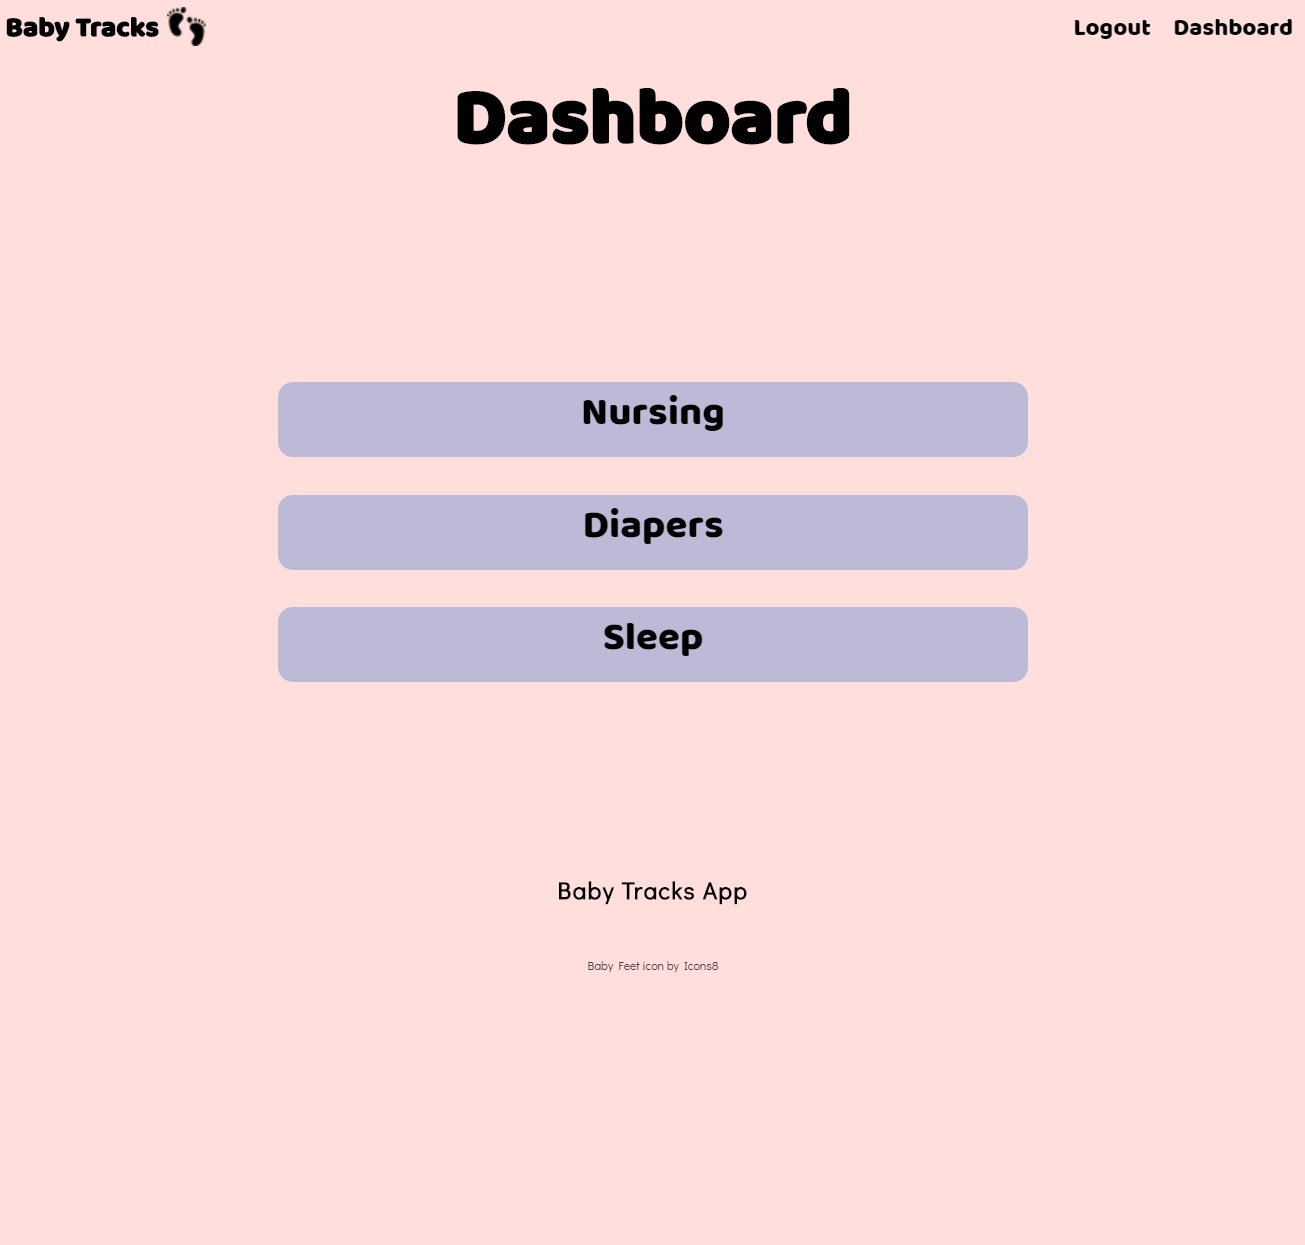 Baby Tracks
Logout Dashboard
Dashboard
Nursing
Diapers
Sleep
Baby Tracks App
Baby Feet icon by Icons8